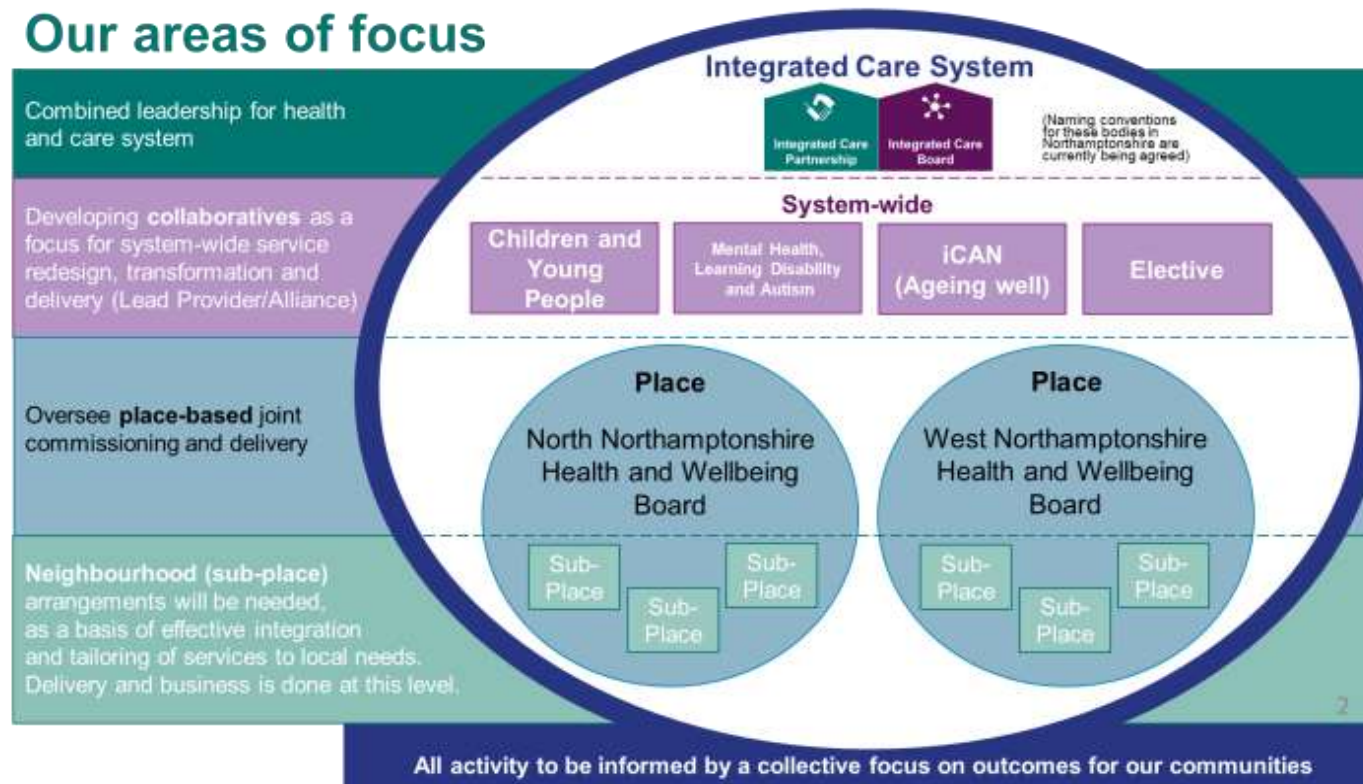 Our areas of focus
Integrated Care System
Combined leadership for health
and care system
Integrated Care
Partnership
Integrated Care
Board
(Naming conventions
for these bodies in
Northamptonshire are
currently being agreed)
Developing collaboratives as a
focus for system-wide service
redesign, transformation and
delivery (Lead Provider/Alliance)
System-wide
Children and
Young
People
Mental Health,
Learning Disability
and Autism
iCAN
(Ageing well)
Elective
Oversee place-based joint
commissioning and delivery
Place
North Northamptonshire
Health and Wellbeing
Board
Place
West Northamptonshire
Health and Wellbeing
Board
Neighbourhood (sub-place)
arrangements will be needed,
as a basis of effective integration
and tailoring of services to local needs.
Delivery and business is done at this level.
Sub-
Place
Sub-
Place
Sub-
Place
Sub-
Place
Sub-
Place
Sub-
Place
2
All activity to be informed by a collective focus on outcomes for our communities